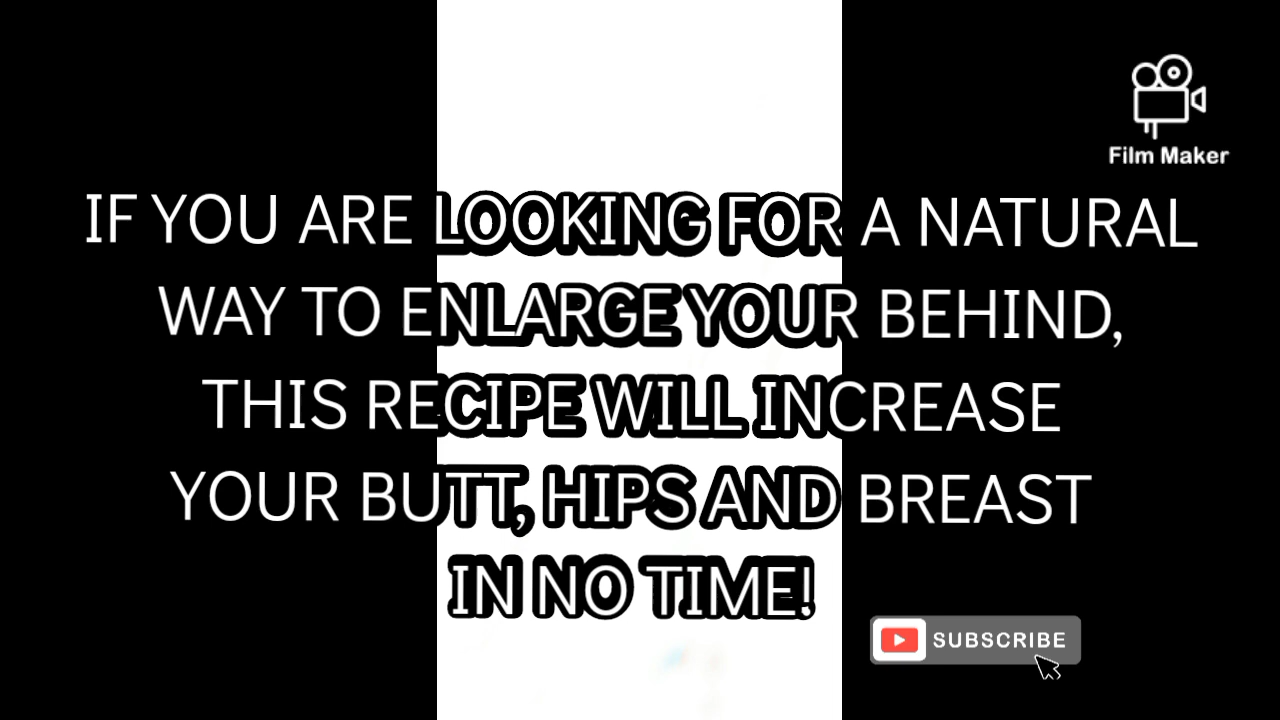 Film Maker
IF YOU ARE LOOKING FOR A NATURAL
WAY TO ENLARGE YOUR BEHIND,
THIS RECIPE WILL INCREASE
YOUR BUTT, HIPS AND BREAST
IN NO TIME!
SUBSCRIBE